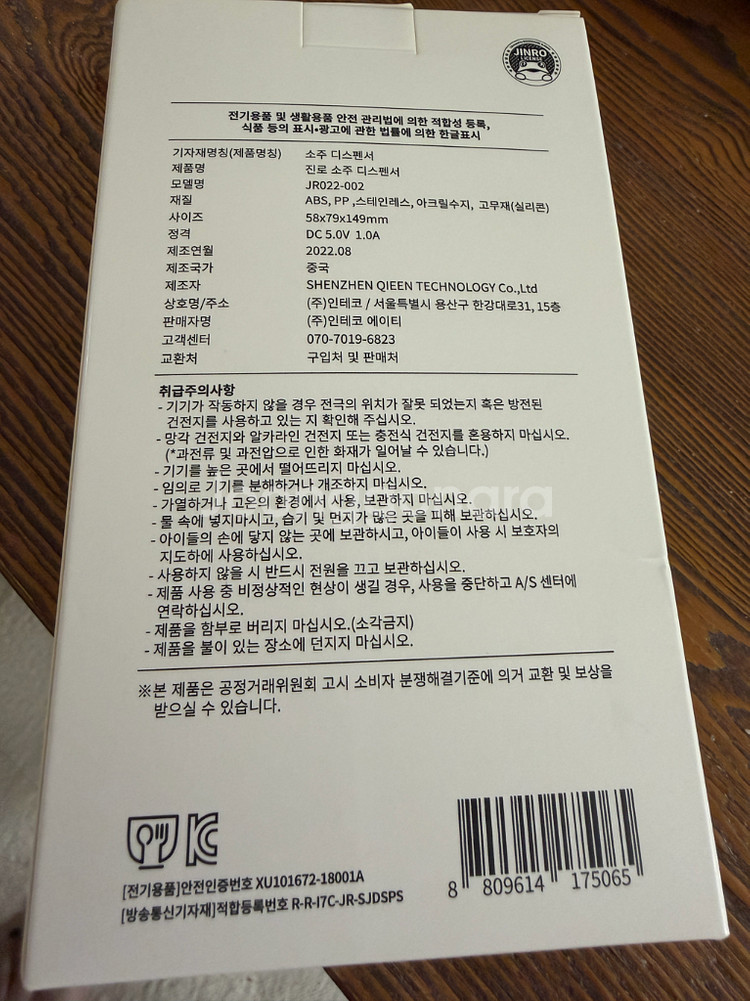 JINRO
LICENSE
전기용품 및 생활용품 안전 관리법에 의한 적합성 등록,
식품 등의 표시•광고에 관한 법률에 의한 한글표시
기자재명칭(제품명칭) 소주 디스펜서
제품명 진로 소주 디스펜서
모델명 JR022-002
재질 ABS, PP ,스테인레스, 아크릴수지, 고무재(실리콘)
사이즈 58x79x149mm
정격 DC 5.0V 1.0A
제조연월 2022.08
제조국가 중국
제조자 SHENZHEN QIEEN TECHNOLOGY Co.,Ltd
상호명/주소 (주)인테코 / 서울특별시 용산구 한강대로31, 15층
판매자명 (주)인테코 에이티
고객센터 070-7019-6823
교환처 구입처 및 판매처
취급주의사항
- 기기가 작동하지 않을 경우 전극의 위치가 잘못 되었는지 혹은 방전된
건전지를 사용하고 있는 지 확인해 주십시오.
- 망각 건전지와 알카라인 건전지 또는 충전식 건전지를 혼용하지 마십시오.
(*과전류 및 과전압으로 인한 화재가 일어날 수 있습니다.)
- 기기를 높은 곳에서 떨어뜨리지 마십시오.
- 임의로 기기를 분해하거나 개조하지 마십시오.
- 가열하거나 고온의 환경에서 사용, 보관하지 마십시오.
- 물 속에 넣지마시고, 습기 및 먼지가 많은 곳을 피해 보관하십시오.
- 아이들의 손에 닿지 않는 곳에 보관하시고, 아이들이 사용 시 보호자의
지도하에 사용하십시오.
- 사용하지 않을 시 반드시 전원을 끄고 보관하십시오.
- 제품 사용 중 비정상적인 현상이 생길 경우, 사용을 중단하고 A/S 센터에
연락하십시오.
- 제품을 함부로 버리지 마십시오.(소각금지)
- 제품을 불이 있는 장소에 던지지 마십시오.
※본 제품은 공정거래위원회 고시 소비자 분쟁해결기준에 의거 교환 및 보상을
받으실 수 있습니다.
[전기용품]안전인증번호 XU101672-18001A
[방송통신기자재]적합등록번호 R-R-I7C-JR-SJDSPS
8 809614 175065